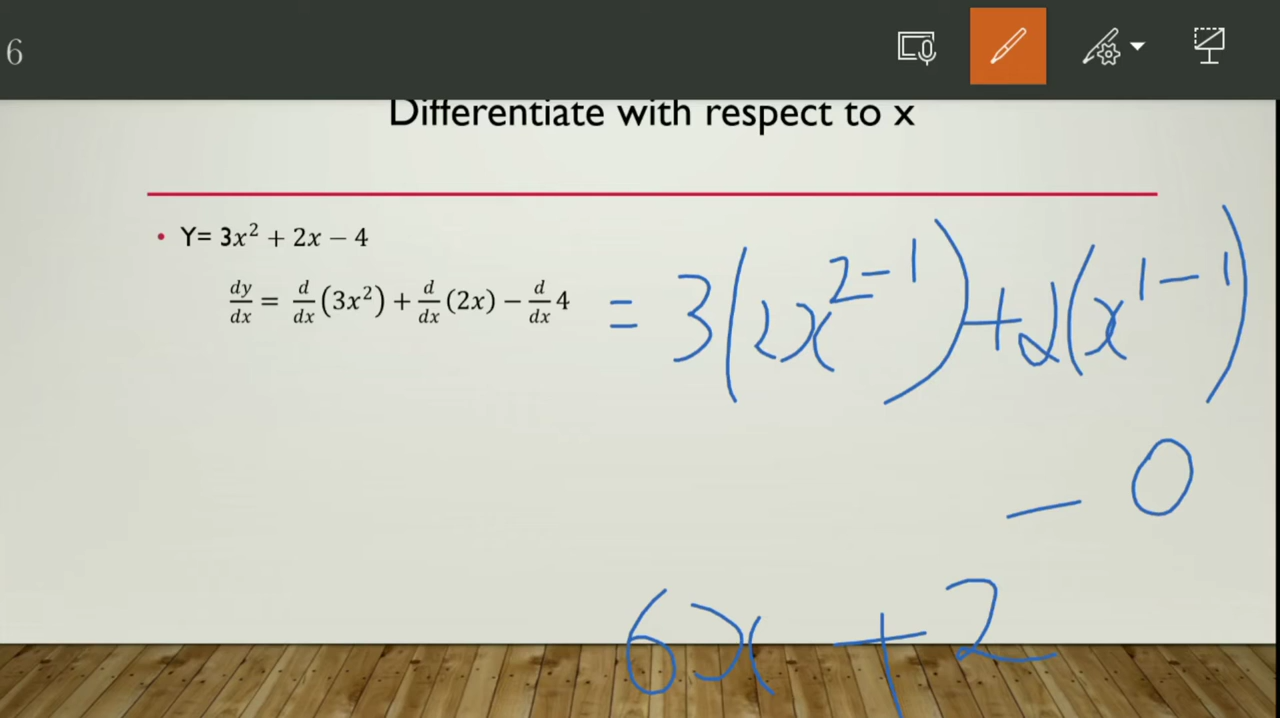 6
Differentiate with respect to x
• Y= 3x² + 2x − 4
dy/dx = d/dx (3x²) + d/dx (2x) − d/dx 4 = 3(2x²⁻¹) + 2(x¹⁻¹)
− 0
6x + 2